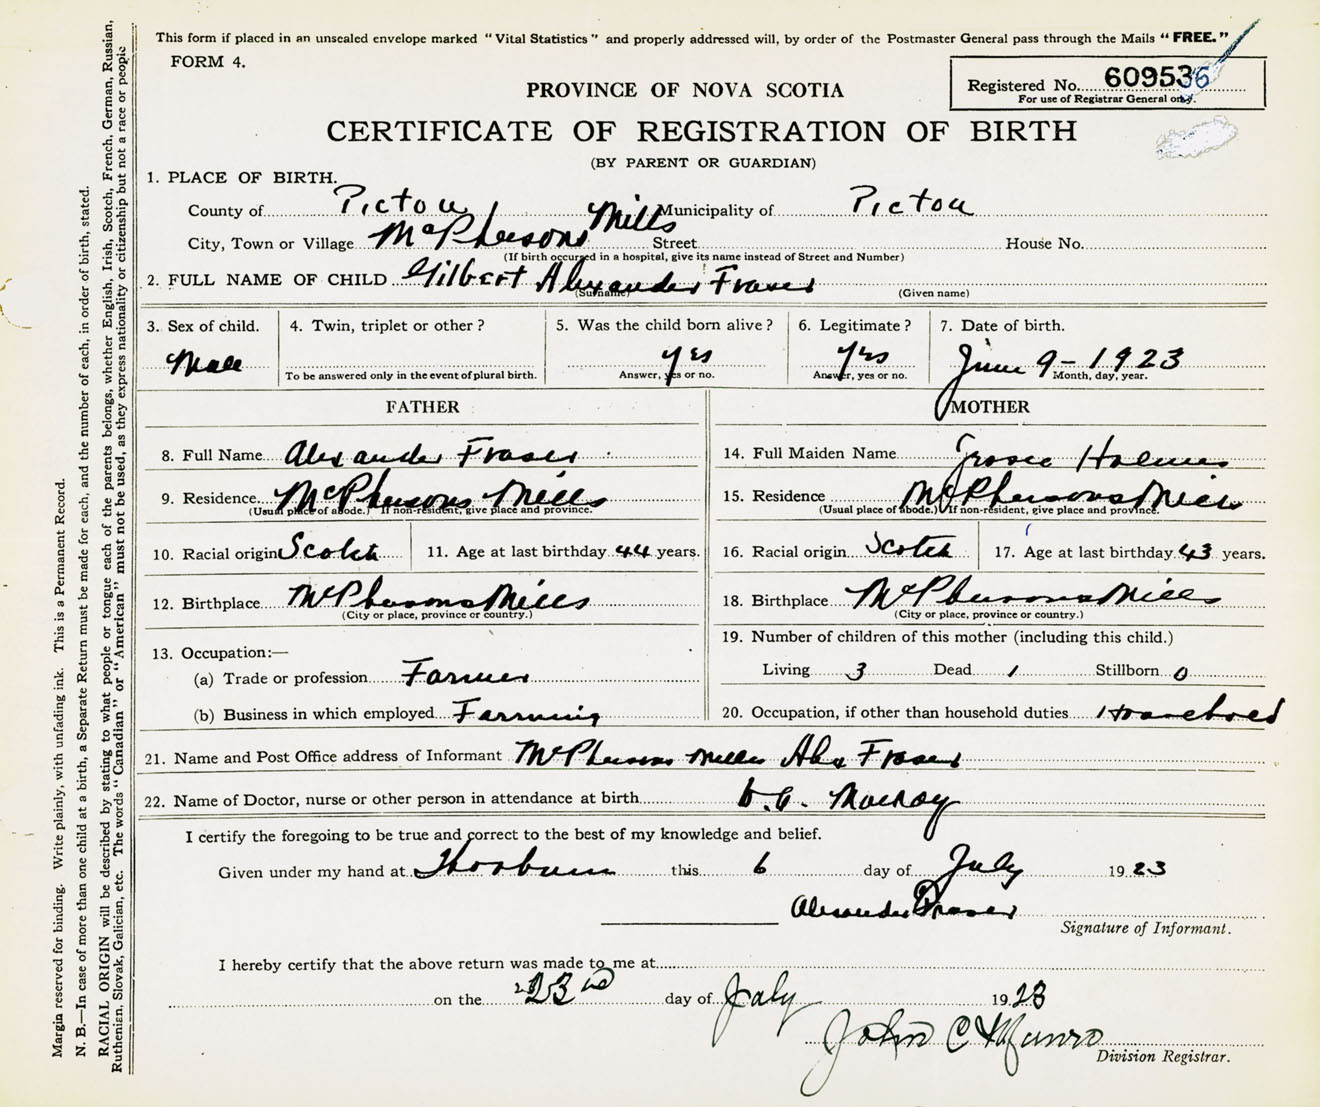 This form if placed in an unsealed envelope marked "Vital Statistics" and properly addressed will, by order of the Postmaster General pass through the Mails "FREE."
FORM 4.
Registered No. 609536
For use of Registrar General only.
PROVINCE OF NOVA SCOTIA
CERTIFICATE OF REGISTRATION OF BIRTH
(BY PARENT OR GUARDIAN)
1. PLACE OF BIRTH.
County of Pictou Municipality of Pictou
City, Town or Village McPhersons Mills Street House No.
(If birth occurred in a hospital, give its name instead of Street and Number)
2. FULL NAME OF CHILD Gilbert Alexander Fraser
(Surname) (Given name)
3. Sex of child. 4. Twin, triplet or other? 5. Was the child born alive? 6. Legitimate? 7. Date of birth.
Male yes yes June 9-1923
To be answered only in the event of plural birth. Answer, yes or no. Answer, yes or no. Month, day, year.
FATHER MOTHER
8. Full Name Alexander Fraser 14. Full Maiden Name Holmes
9. Residence McPhersons Mills 15. Residence McPhersons Mills
(Usual place of abode.) If non-resident, give place and province. (Usual place of abode.) If non-resident, give place and province.
10. Racial origin Scotch 11. Age at last birthday 44 years. 16. Racial origin Scotch 17. Age at last birthday 43 years.
12. Birthplace McPhersons Mills 18. Birthplace McPhersons Mills
(City or place, province or country.) (City or place, province or country.)
19. Number of children of this mother (including this child.)
13. Occupation:—
(a) Trade or profession Farmer Living 3 Dead 1 Stillborn 0
(b) Business in which employed Farming 20. Occupation, if other than household duties Household
21. Name and Post Office address of Informant McPhersons Mills Alex Fraser
22. Name of Doctor, nurse or other person in attendance at birth
I certify the foregoing to be true and correct to the best of my knowledge and belief.
Given under my hand at Thorburn this 6 day of July 1923
Alexander Fraser
Signature of Informant.
I hereby certify that the above return was made to me at
on the 23rd day of July 1923
John C Munro
Division Registrar.
Margin reserved for binding. Write plainly, with unfading ink. This is a Permanent Record.
N. B.—In case of more than one child at a birth, a Separate Return must be made for each, and the number of each, in order of birth, stated.
RACIAL ORIGIN will be described by stating to what people or tongue each of the parents belongs, whether English, Irish, Scotch, French, German, Russian,
Ruthenian, Slovak, Galician, etc. The words "Canadian" or "American" must not be used, as they express nationality or citizenship but not a race or people